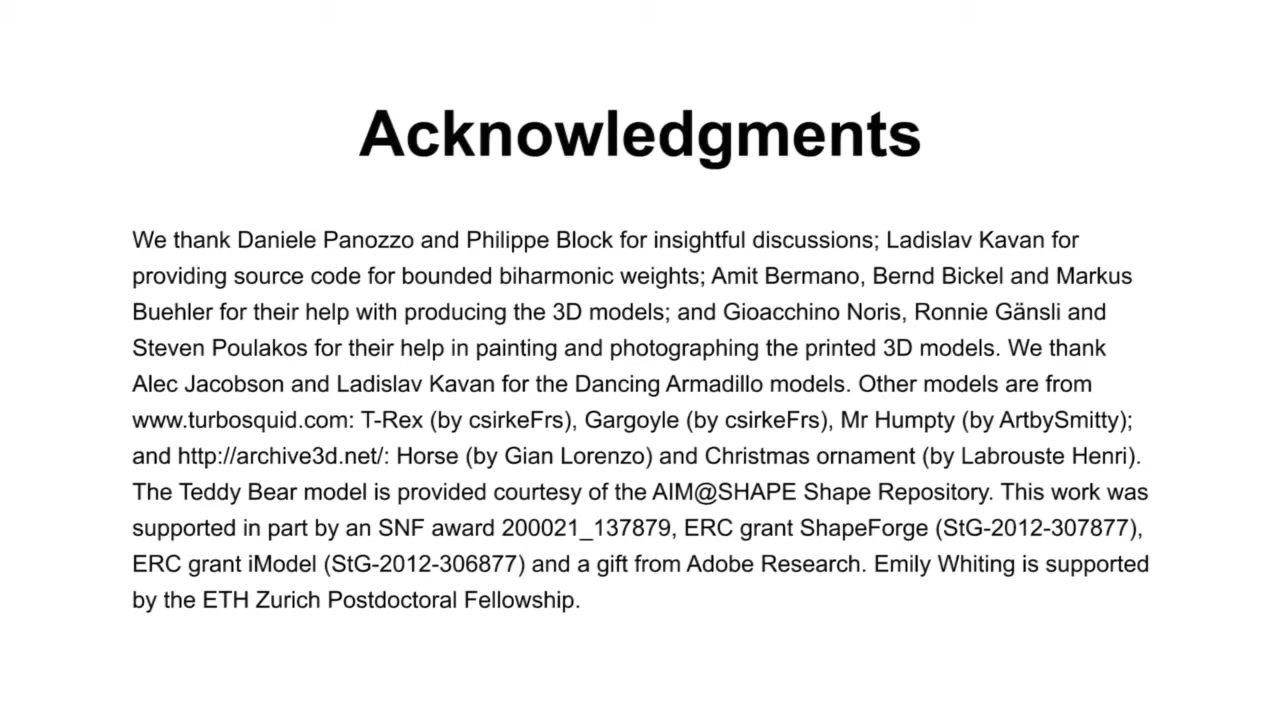 Acknowledgments
We thank Daniele Panozzo and Philippe Block for insightful discussions; Ladislav Kavan for
providing source code for bounded biharmonic weights; Amit Bermano, Bernd Bickel and Markus
Buehler for their help with producing the 3D models; and Gioacchino Noris, Ronnie Gänsli and
Steven Poulakos for their help in painting and photographing the printed 3D models. We thank
Alec Jacobson and Ladislav Kavan for the Dancing Armadillo models. Other models are from
www.turbosquid.com: T-Rex (by csirkeFrs), Gargoyle (by csirkeFrs), Mr Humpty (by ArtbySmitty);
and http://archive3d.net/: Horse (by Gian Lorenzo) and Christmas ornament (by Labrouste Henri).
The Teddy Bear model is provided courtesy of the AIM@SHAPE Shape Repository. This work was
supported in part by an SNF award 200021_137879, ERC grant ShapeForge (StG-2012-307877),
ERC grant iModel (StG-2012-306877) and a gift from Adobe Research. Emily Whiting is supported
by the ETH Zurich Postdoctoral Fellowship.